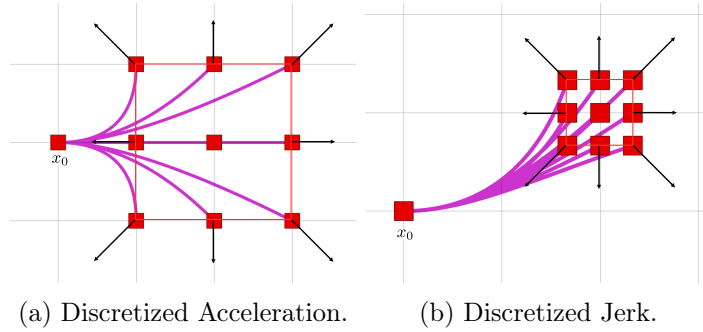 x₀
x₀
(a) Discretized Acceleration.
(b) Discretized Jerk.